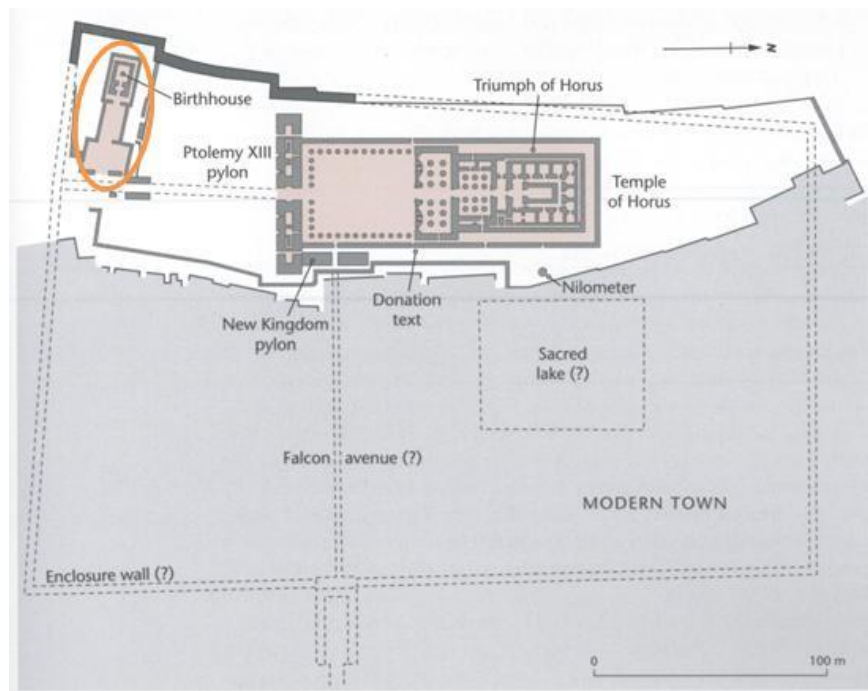 N
Triumph of Horus
Birthhouse
Ptolemy XIII
pylon
Temple
of Horus
New Kingdom
pylon
Donation
text
Nilometer
Sacred
lake (?)
Falcon avenue (?)
MODERN TOWN
Enclosure wall (?)
0
100 m